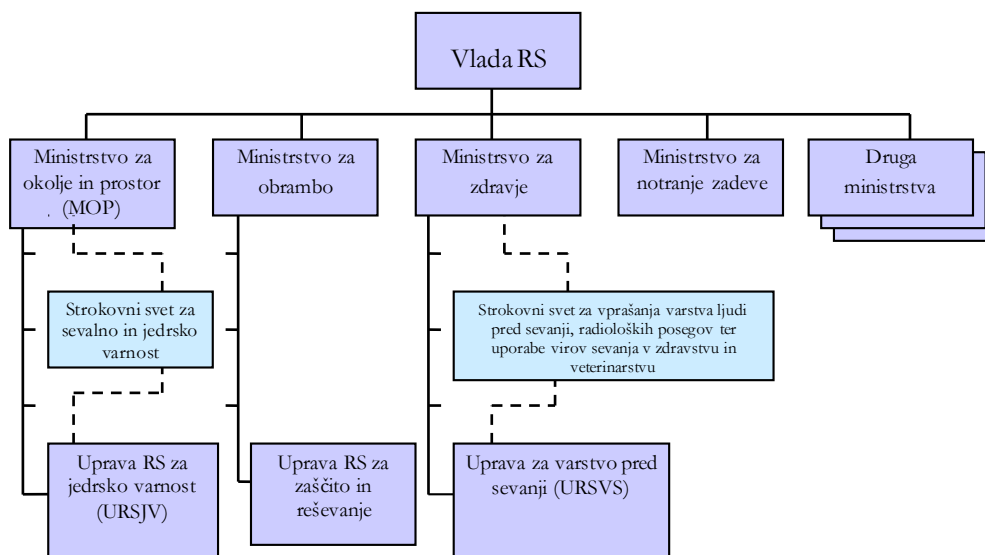 Vlada RS
Ministrstvo za
okolje in prostor
(MOP)
Ministrstvo za
obrambo
Ministrsvo za
zdravje
Ministrstvo za
notranje zadeve
Druga
ministrstva
Strokovni svet za
sevalno in jedrsko
varnost
Strokovni svet za vprašanja varstva ljudi
pred sevanji, radioloških posegov ter
uporabe virov sevanja v zdravstvu in
veterinarstvu
Uprava RS za
jedrsko varnost
(URSJV)
Uprava RS za
zaščito in
reševanje
Uprava za varstvo pred
sevanji (URSVS)